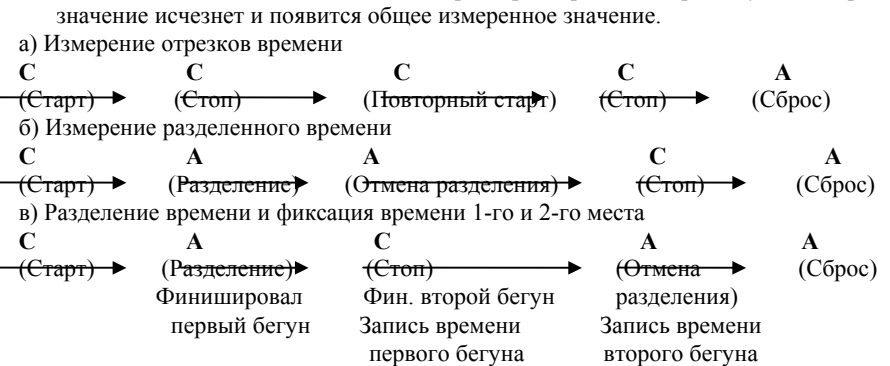 значение исчезнет и появится общее измеренное значение.
а) Измерение отрезков времени
С С С С А
(Старт) (Стоп) (Повторный старт) (Стоп) (Сброс)
б) Измерение разделенного времени
С А А С А
(Старт) (Разделение) (Отмена разделения) (Стоп) (Сброс)
в) Разделение времени и фиксация времени 1-го и 2-го места
С А С А А
(Старт) (Разделение) (Стоп) (Отмена (Сброс)
Финишировал Фин. второй бегун разделения)
первый бегун Запись времени Запись времени
первого бегуна второго бегуна